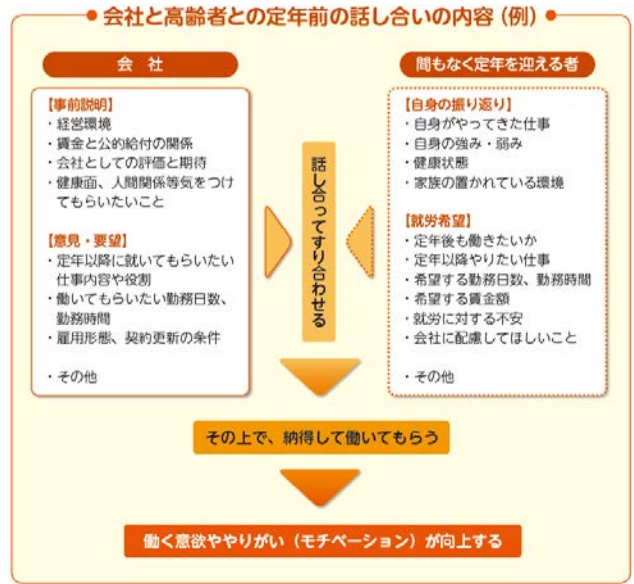 会社と高齢者との定年前の話し合いの内容（例）
会 社
【事前説明】
・経営環境
・賃金と公的給付の関係
・会社としての評価と期待
・健康面、人間関係等気をつけ
てもらいたいこと
【意見・要望】
・定年以降に就いてもらいたい
仕事内容や役割
・働いてもらいたい勤務日数、
勤務時間
・雇用形態、契約更新の条件
・その他
話し合ってすり合わせる
間もなく定年を迎える者
【自身の振り返り】
・自身がやってきた仕事
・自身の強み・弱み
・健康状態
・家族の置かれている環境
【就労希望】
・定年後も働きたいか
・定年以降やりたい仕事
・希望する勤務日数、勤務時間
・希望する賃金額
・就労に対する不安
・会社に配慮してほしいこと
・その他
その上で、納得して働いてもらう
働く意欲ややりがい（モチベーション）が向上する